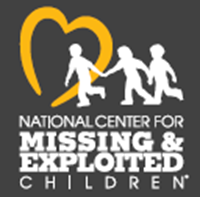 NATIONAL CENTER FOR
MISSING &
EXPLOITED
CHILDREN®